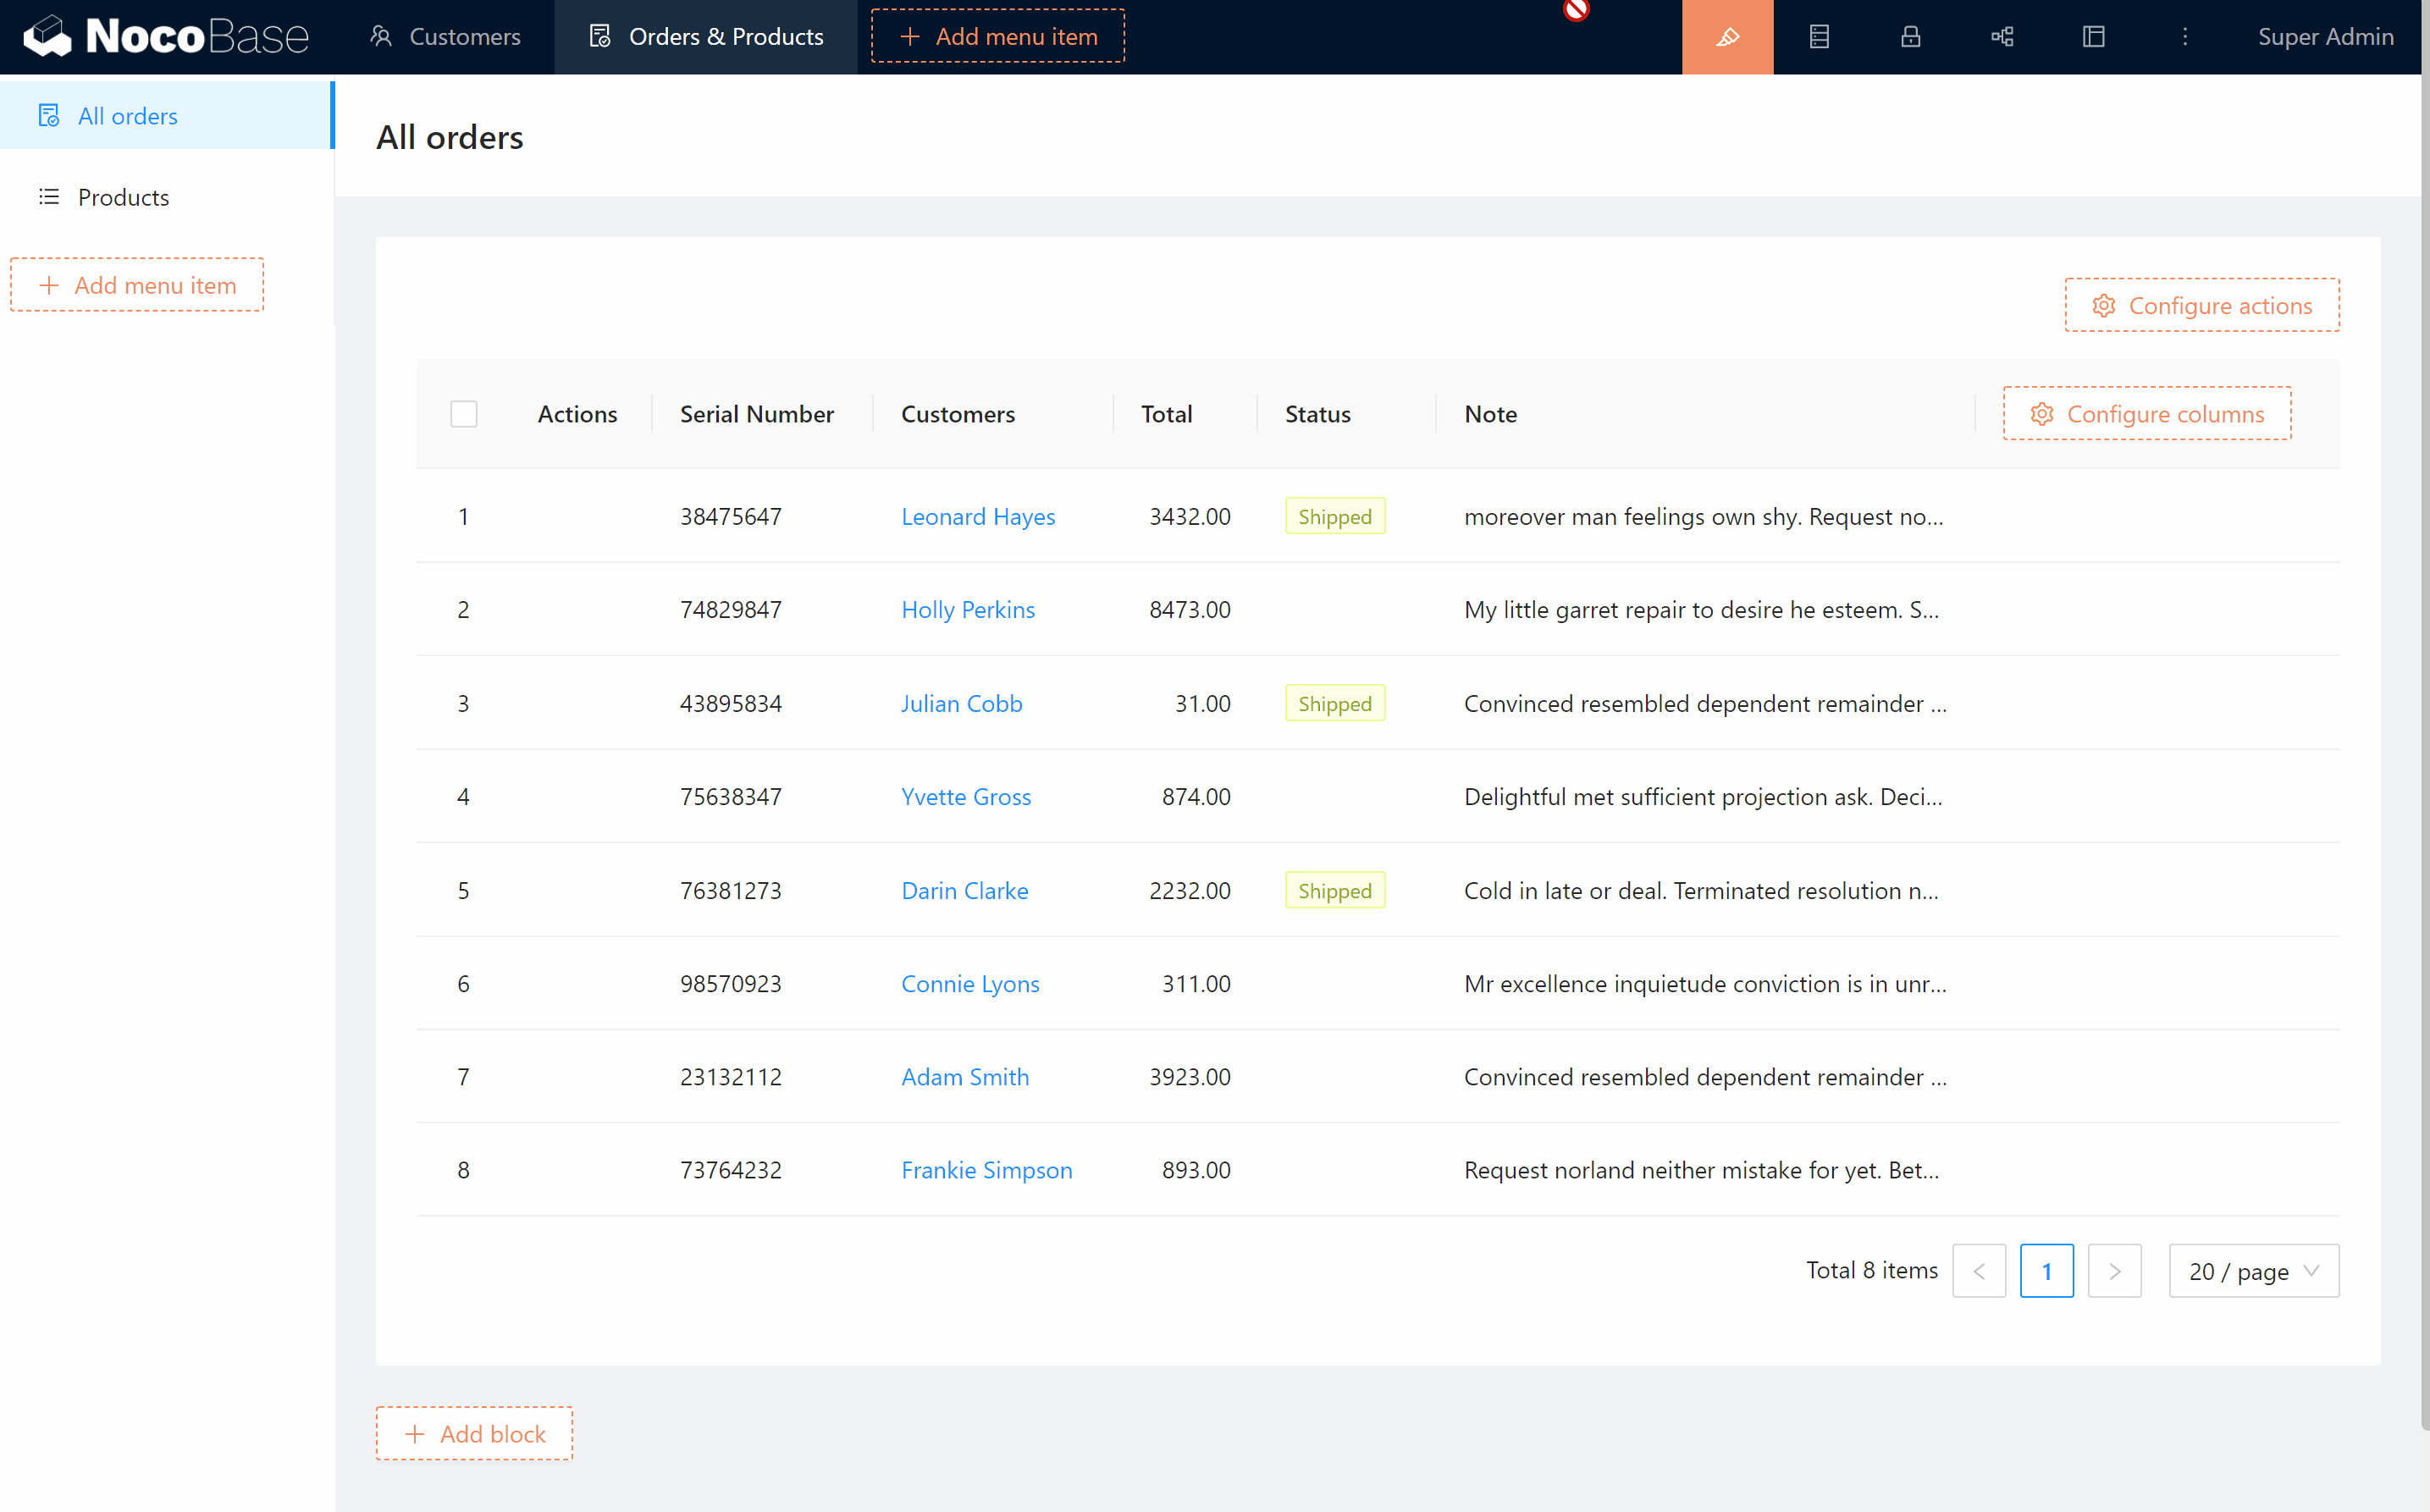 NocoBase Customers Orders & Products Add menu item Super Admin
All orders
Products
Add menu item
All orders
Configure actions
Actions Serial Number Customers Total Status Note Configure columns
1 38475647 Leonard Hayes 3432.00 Shipped moreover man feelings own shy. Request no...
2 74829847 Holly Perkins 8473.00 My little garret repair to desire he esteem. S...
3 43895834 Julian Cobb 31.00 Shipped Convinced resembled dependent remainder ...
4 75638347 Yvette Gross 874.00 Delightful met sufficient projection ask. Deci...
5 76381273 Darin Clarke 2232.00 Shipped Cold in late or deal. Terminated resolution n...
6 98570923 Connie Lyons 311.00 Mr excellence inquietude conviction is in unr...
7 23132112 Adam Smith 3923.00 Convinced resembled dependent remainder ...
8 73764232 Frankie Simpson 893.00 Request norland neither mistake for yet. Bet...
Total 8 items 1 20 / page
Add block